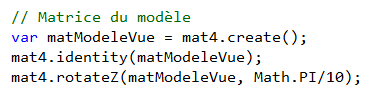 // Matrice du modèle
var matModeleVue = mat4.create();
mat4.identity(matModeleVue);
mat4.rotateZ(matModeleVue, Math.PI/10);